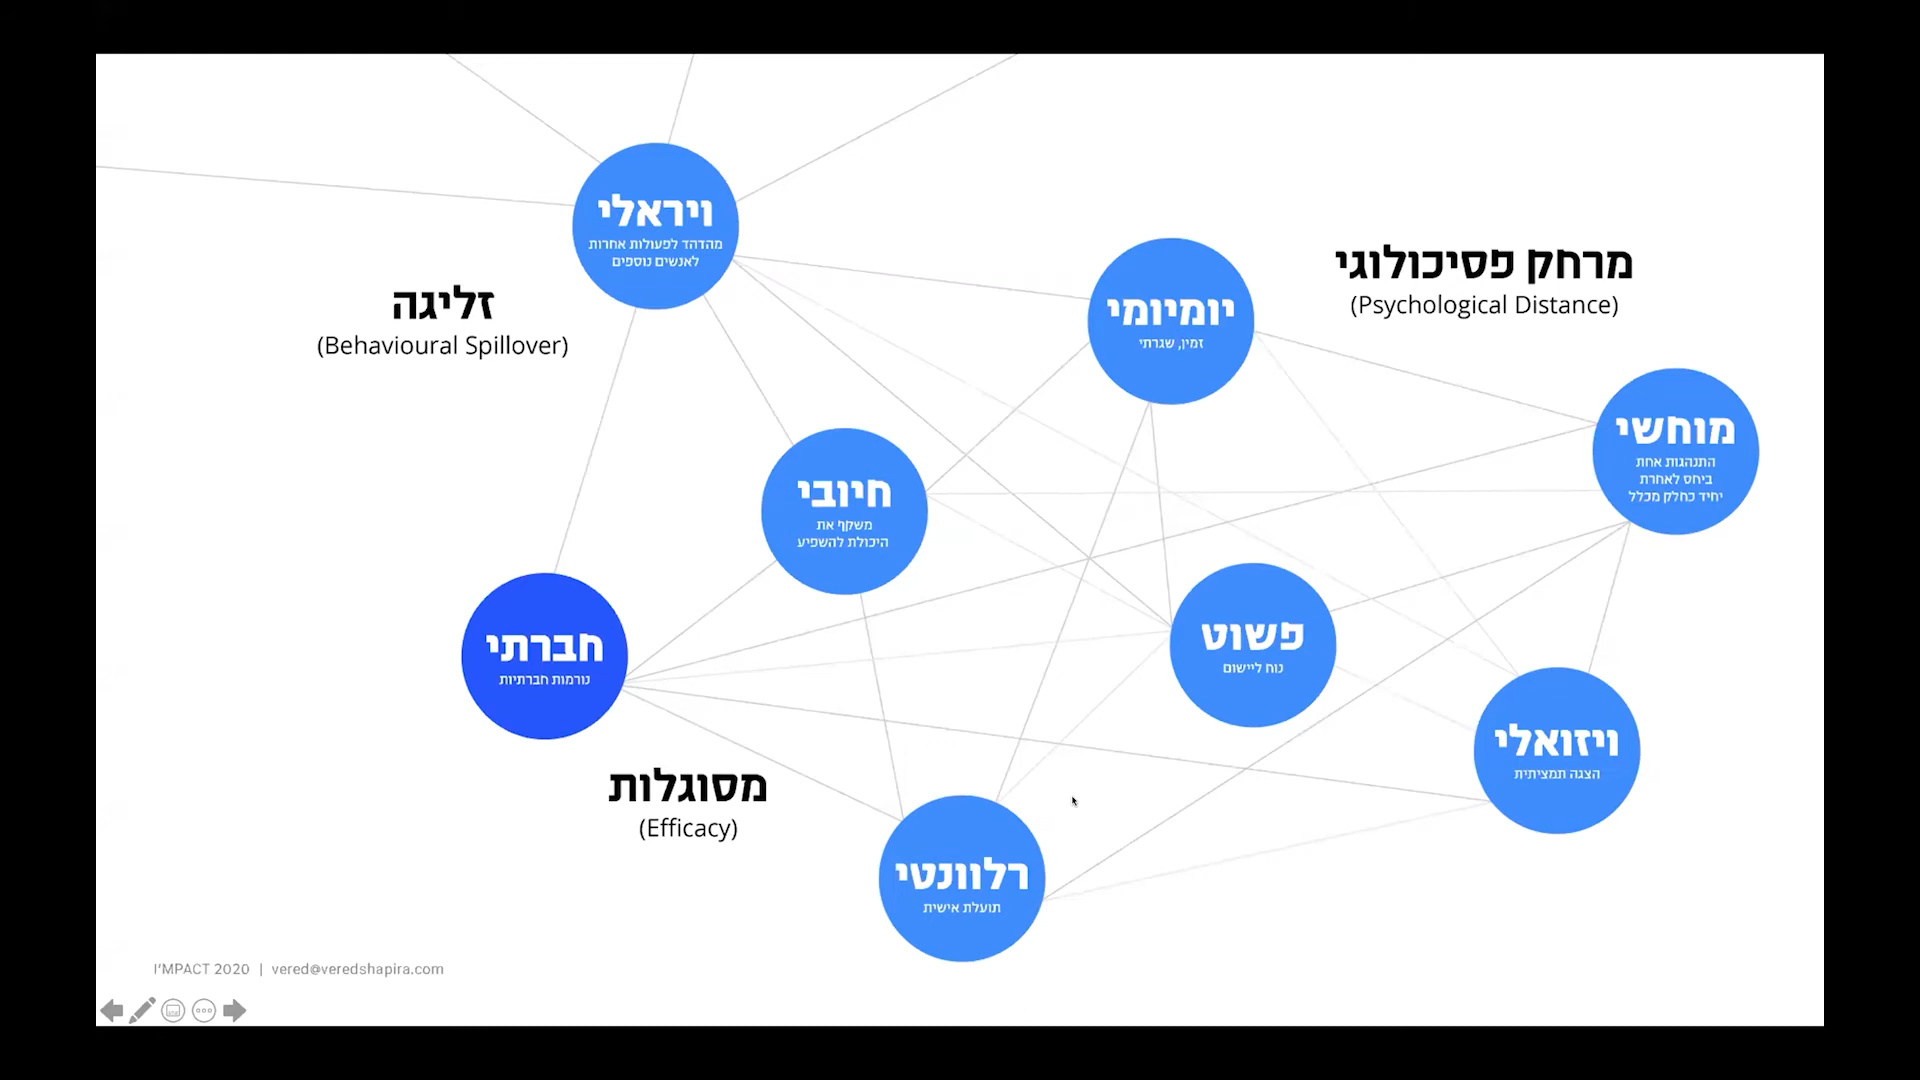 ויראלי
מהדהד לפעולות אחרות
לאנשים נוספים
מרחק פסיכולוגי
(Psychological Distance)
יומיומי
זמין, שגרתי
זליגה
(Behavioural Spillover)
מוחשי
התנהגות אחת
ביחס לאחרת
יחיד כחלק מכלל
חיובי
משקף את
היכולת להשפיע
פשוט
נוח ליישום
חברתי
נורמות חברתיות
ויזואלי
הצגה תמציתית
מסוגלות
(Efficacy)
רלוונטי
תועלת אישית
I'MPACT 2020 | vered@veredshapira.com